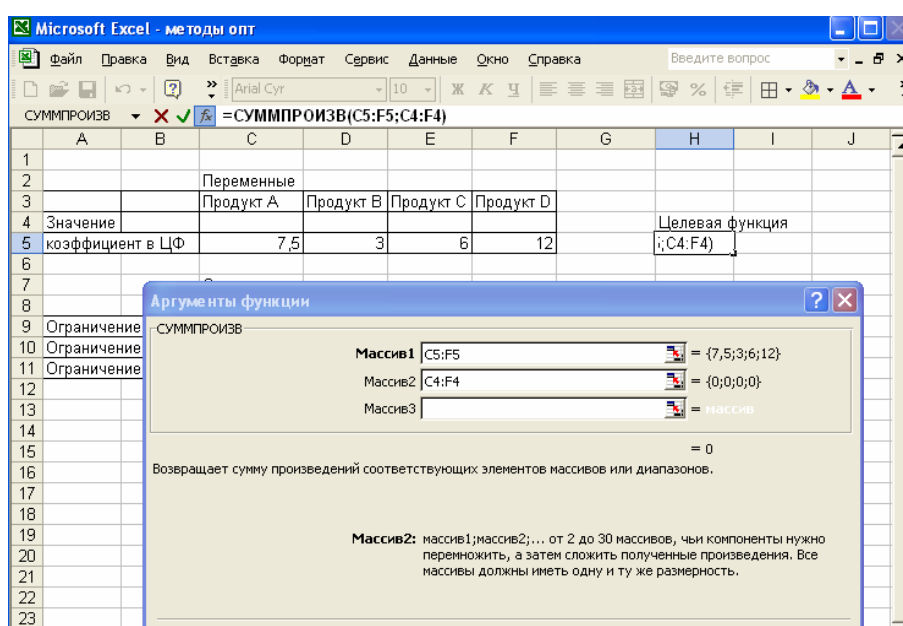 Microsoft Excel - методы опт
Файл Правка Вид Вставка Формат Сервис Данные Окно Справка Введите вопрос
Arial Cyr 10 Ж К Ч
СУММПРОИЗВ =СУММПРОИЗВ(C5:F5;C4:F4)
A B C D E F G H I J
1
2 Переменные
3 Продукт A Продукт B Продукт C Продукт D
4 Значение Целевая функция
5 коэффициент в ЦФ 7,5 3 6 12 ;C4:F4)
6
7
8
9 Ограничение
10 Ограничение
11 Ограничение
12
13
14
15
16
17
18
19
20
21
22
23
Аргументы функции
СУММПРОИЗВ
Массив1 C5:F5 = {7,5;3;6;12}
Массив2 C4:F4 = {0;0;0;0}
Массив3 = массив
= 0
Возвращает сумму произведений соответствующих элементов массивов или диапазонов.
Массив2: массив1;массив2;... от 2 до 30 массивов, чьи компоненты нужно
перемножить, а затем сложить полученные произведения. Все
массивы должны иметь одну и ту же размерность.